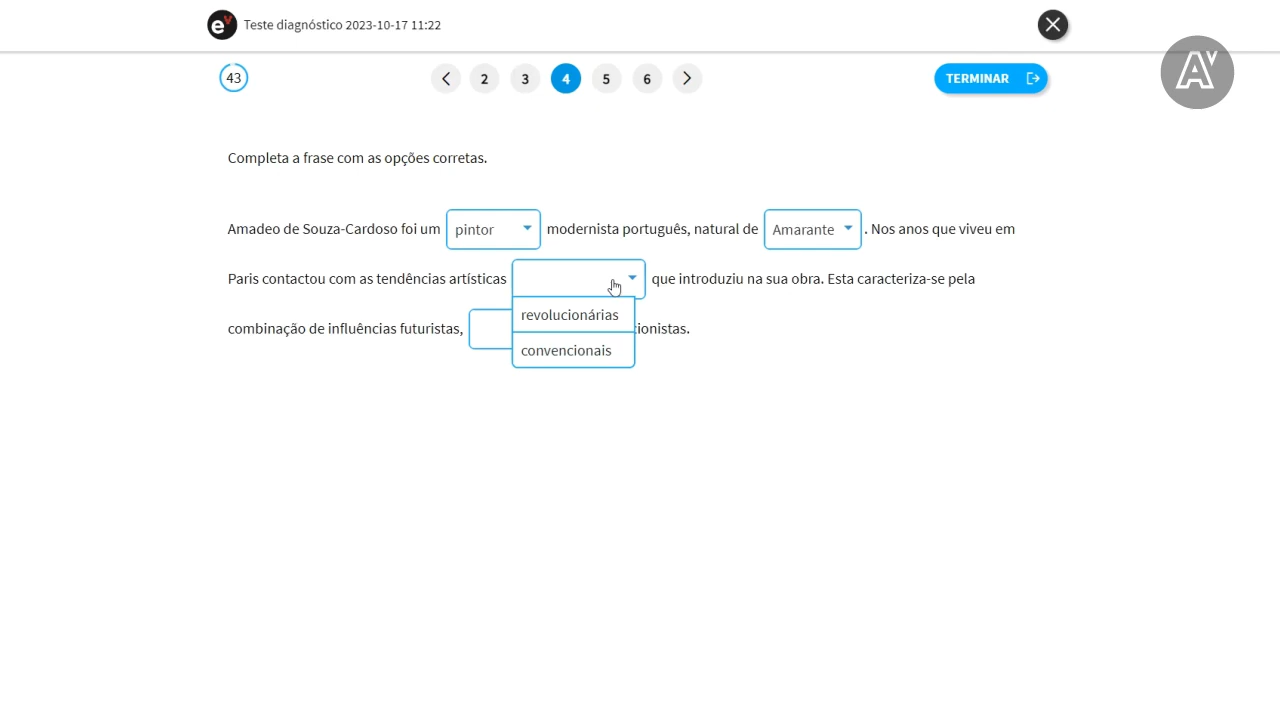 ev Teste diagnóstico 2023-10-17 11:22
43 2 3 4 5 6 TERMINAR
AV
Completa a frase com as opções corretas.
Amadeo de Souza-Cardoso foi um pintor modernista português, natural de Amarante . Nos anos que viveu em
Paris contactou com as tendências artísticas que introduziu na sua obra. Esta caracteriza-se pela
revolucionárias
combinação de influências futuristas, ionistas.
convencionais